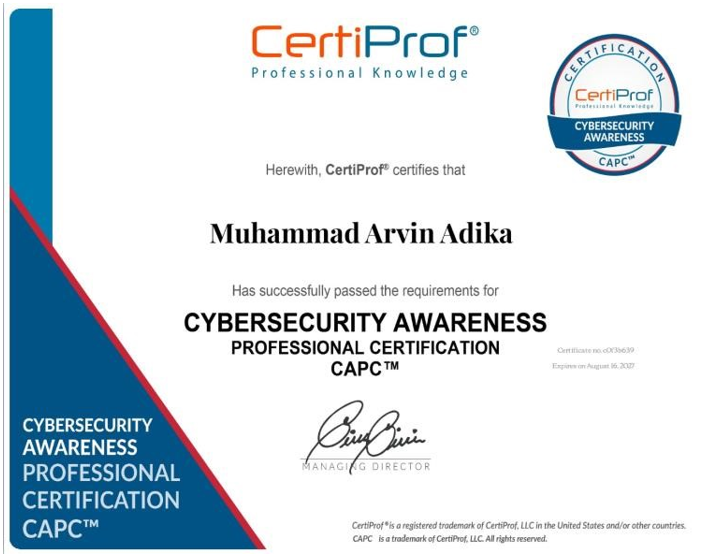 CertiProf®
Professional Knowledge
CERTIFICATION
CertiProf
Professional Knowledge
CYBERSECURITY
AWARENESS
CAPC™
Herewith, CertiProf® certifies that
Muhammad Arvin Adika
Has successfully passed the requirements for
CYBERSECURITY AWARENESS
PROFESSIONAL CERTIFICATION
CAPC™
Certificate no.
Expires on August 16, 2027
MANAGING DIRECTOR
CYBERSECURITY
AWARENESS
PROFESSIONAL
CERTIFICATION
CAPC™
CertiProf ® is a registered trademark of CertiProf, LLC in the United States and/or other countries.
CAPC is a trademark of CertiProf, LLC. All rights reserved.